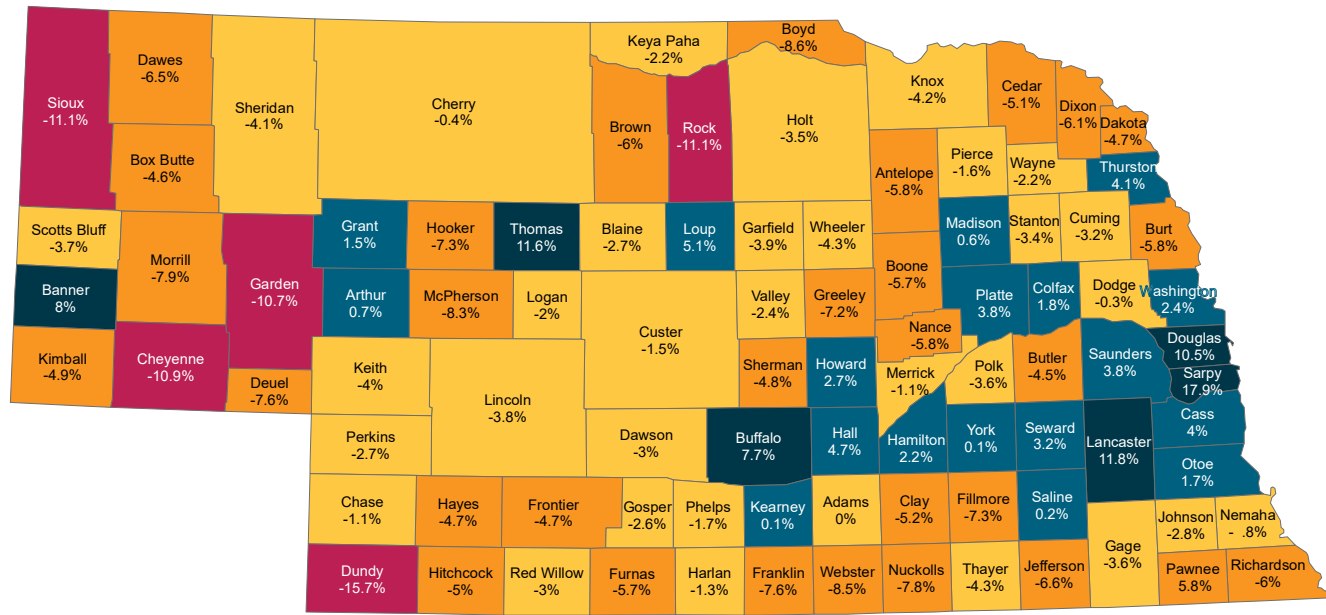 Sioux
-11.1%
Dawes
-6.5%
Box Butte
-4.6%
Sheridan
-4.1%
Cherry
-0.4%
Keya Paha
-2.2%
Boyd
-8.6%
Brown
-6%
Rock
-11.1%
Holt
-3.5%
Knox
-4.2%
Cedar
-5.1%
Dixon
-6.1%
Dakota
-4.7%
Antelope
-5.8%
Pierce
-1.6%
Wayne
-2.2%
Thurston
4.1%
Scotts Bluff
-3.7%
Morrill
-7.9%
Garden
-10.7%
Grant
1.5%
Hooker
-7.3%
Thomas
11.6%
Blaine
-2.7%
Loup
5.1%
Garfield
-3.9%
Wheeler
-4.3%
Madison
0.6%
Stanton
-3.4%
Cuming
-3.2%
Burt
-5.8%
Banner
8%
Arthur
0.7%
McPherson
-8.3%
Logan
-2%
Custer
-1.5%
Valley
-2.4%
Greeley
-7.2%
Boone
-5.7%
Platte
3.8%
Colfax
1.8%
Dodge
-0.3%
Washington
2.4%
Kimball
-4.9%
Cheyenne
-10.9%
Deuel
-7.6%
Keith
-4%
Lincoln
-3.8%
Sherman
-4.8%
Howard
2.7%
Nance
-5.8%
Merrick
-1.1%
Polk
-3.6%
Butler
-4.5%
Saunders
3.8%
Douglas
10.5%
Sarpy
17.9%
Perkins
-2.7%
Dawson
-3%
Buffalo
7.7%
Hall
4.7%
Hamilton
2.2%
York
0.1%
Seward
3.2%
Lancaster
11.8%
Cass
4%
Otoe
1.7%
Chase
-1.1%
Hayes
-4.7%
Frontier
-4.7%
Gosper
-2.6%
Phelps
-1.7%
Kearney
0.1%
Adams
0%
Clay
-5.2%
Fillmore
-7.3%
Saline
0.2%
Gage
-3.6%
Johnson
-2.8%
Nemaha
- .8%
Dundy
-15.7%
Hitchcock
-5%
Red Willow
-3%
Furnas
-5.7%
Harlan
-1.3%
Franklin
-7.6%
Webster
-8.5%
Nuckolls
-7.8%
Thayer
-4.3%
Jefferson
-6.6%
Pawnee
5.8%
Richardson
-6%